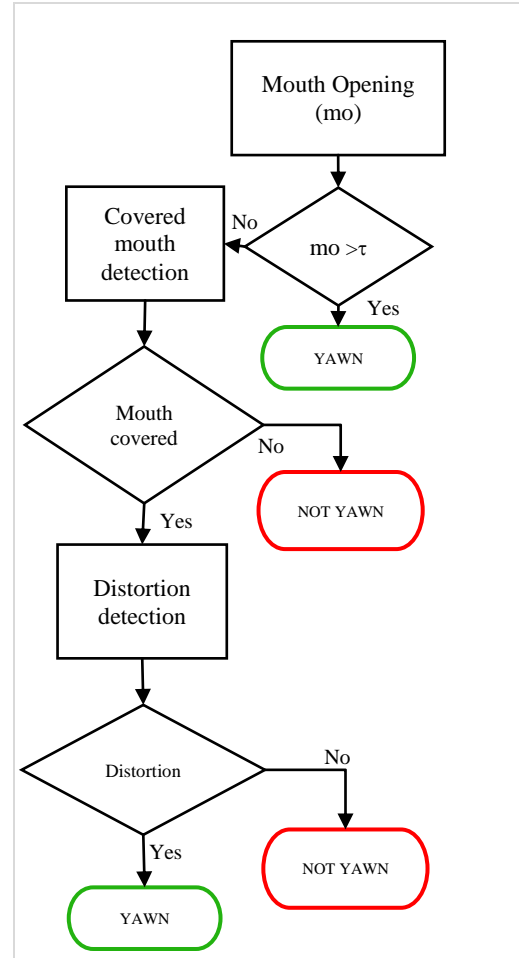 Mouth Opening
(mo)
Covered
mouth
detection
No
mo >τ
Yes
YAWN
Mouth
covered
No
NOT YAWN
Yes
Distortion
detection
Distortion
No
Yes
NOT YAWN
YAWN